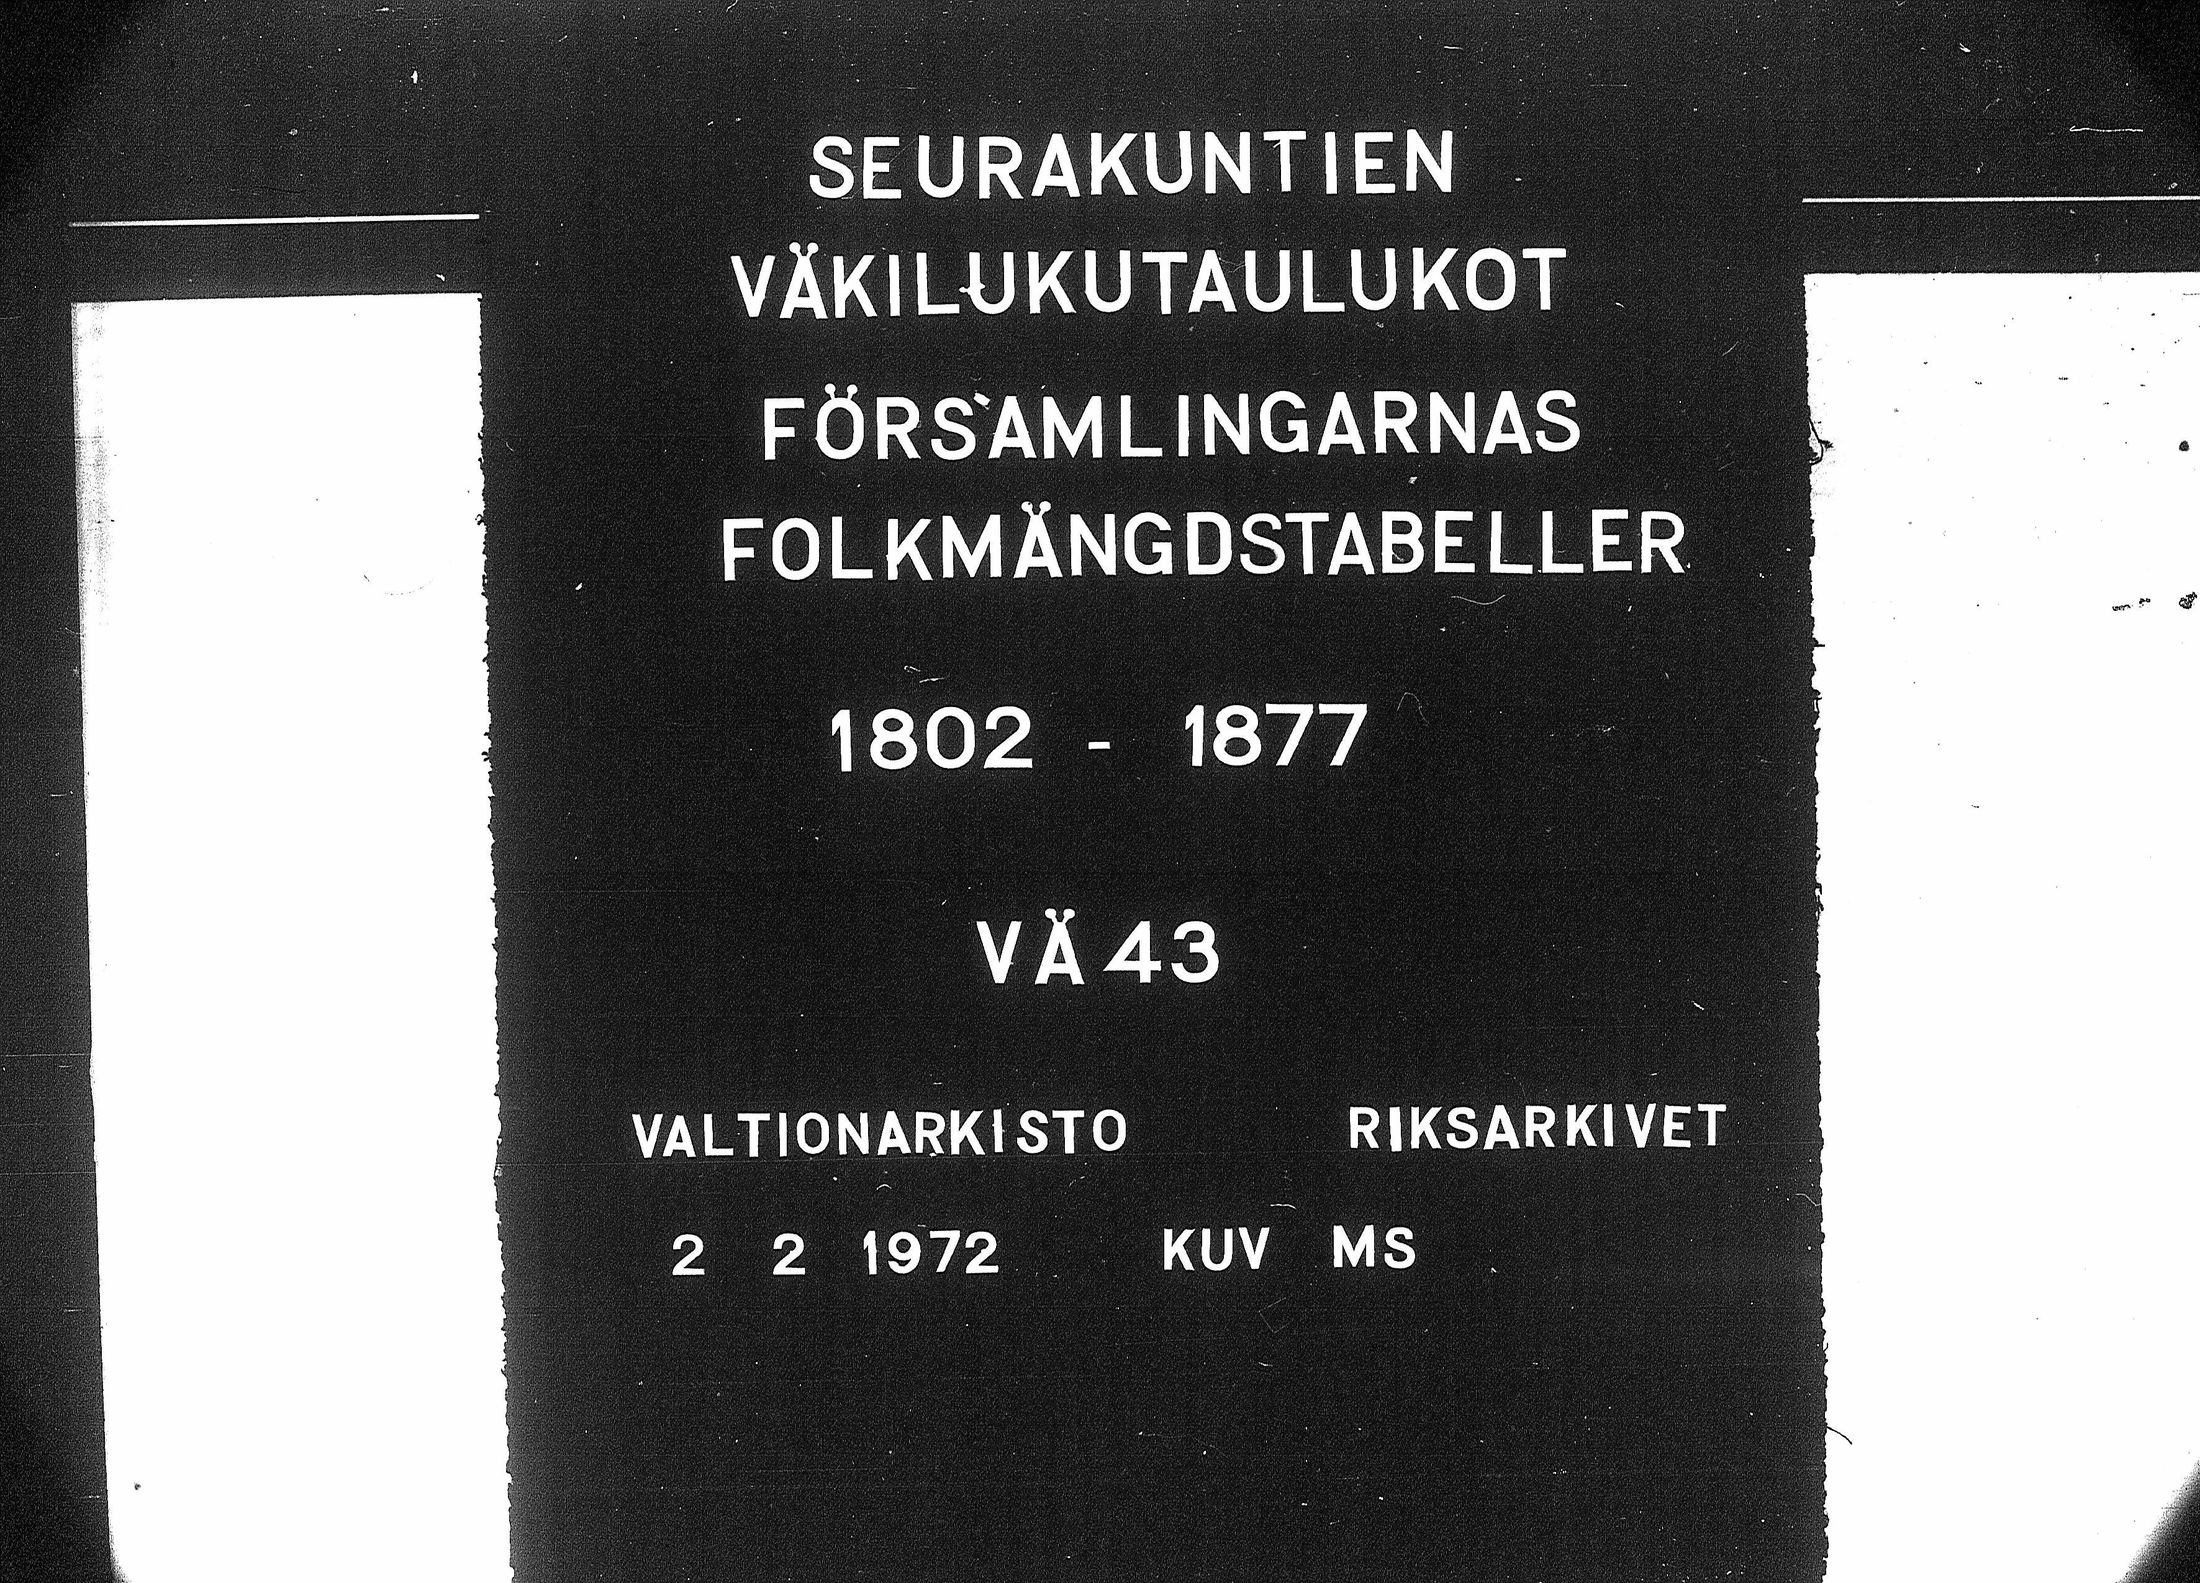 SEURAKUNTIEN
VÄKILUKUTAULUKOT
FÖRSAMLINGARNAS
FOLKMÄNGDSTABELLER
1802 - 1877
VÄ 43
VALTIONARKISTO RIKSARKIVET
2 2 1972 KUV MS